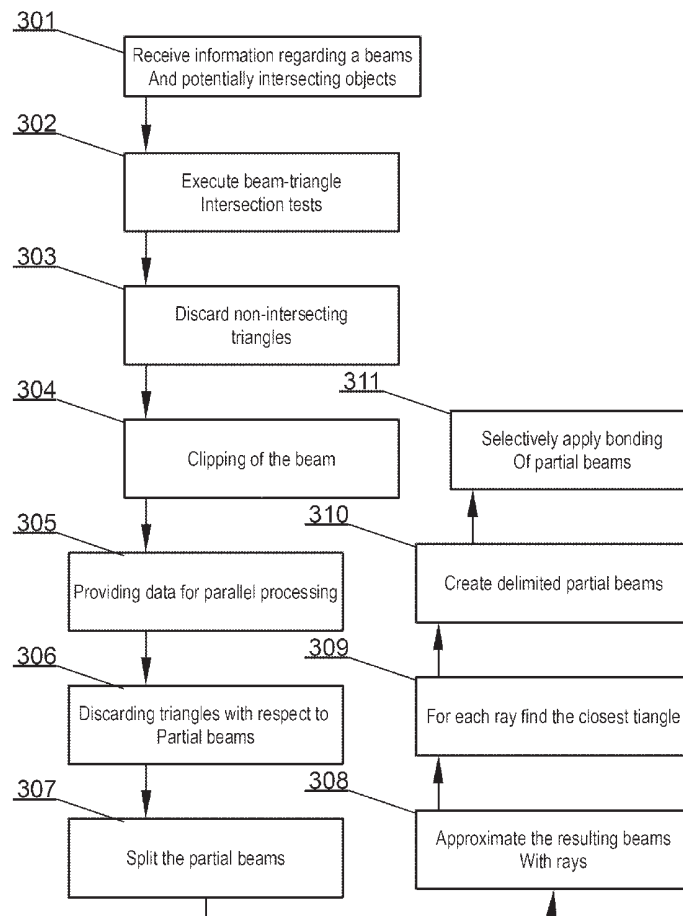 301
Receive information regarding a beams
And potentially intersecting objects
302
Execute beam-triangle
Intersection tests
303
Discard non-intersecting
triangles
304
Clipping of the beam
305
Providing data for parallel processing
306
Discarding triangles with respect to
Partial beams
307
Split the partial beams
308
Approximate the resulting beams
With rays
309
For each ray find the closest tiangle
310
Create delimited partial beams
311
Selectively apply bonding
Of partial beams